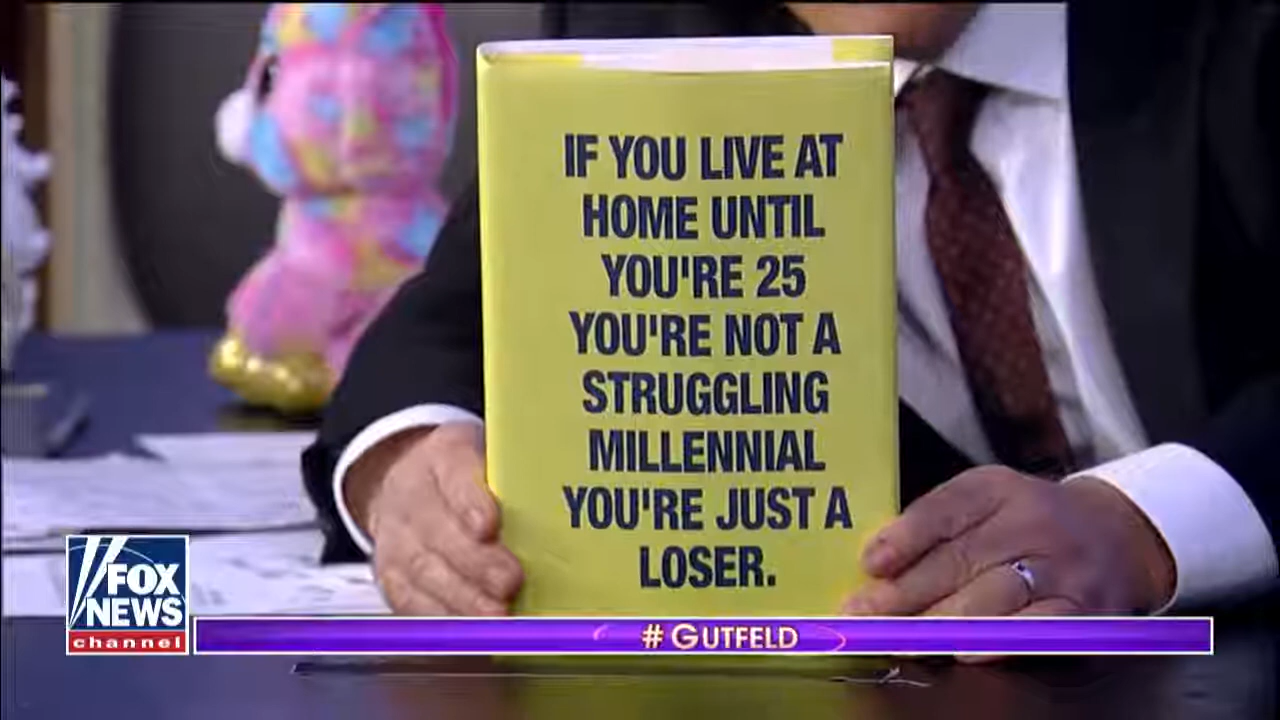 IF YOU LIVE AT
HOME UNTIL
YOU'RE 25
YOU'RE NOT A
STRUGGLING
MILLENNIAL
YOU'RE JUST A
LOSER.
FOX
NEWS
channel
# GUTFELD